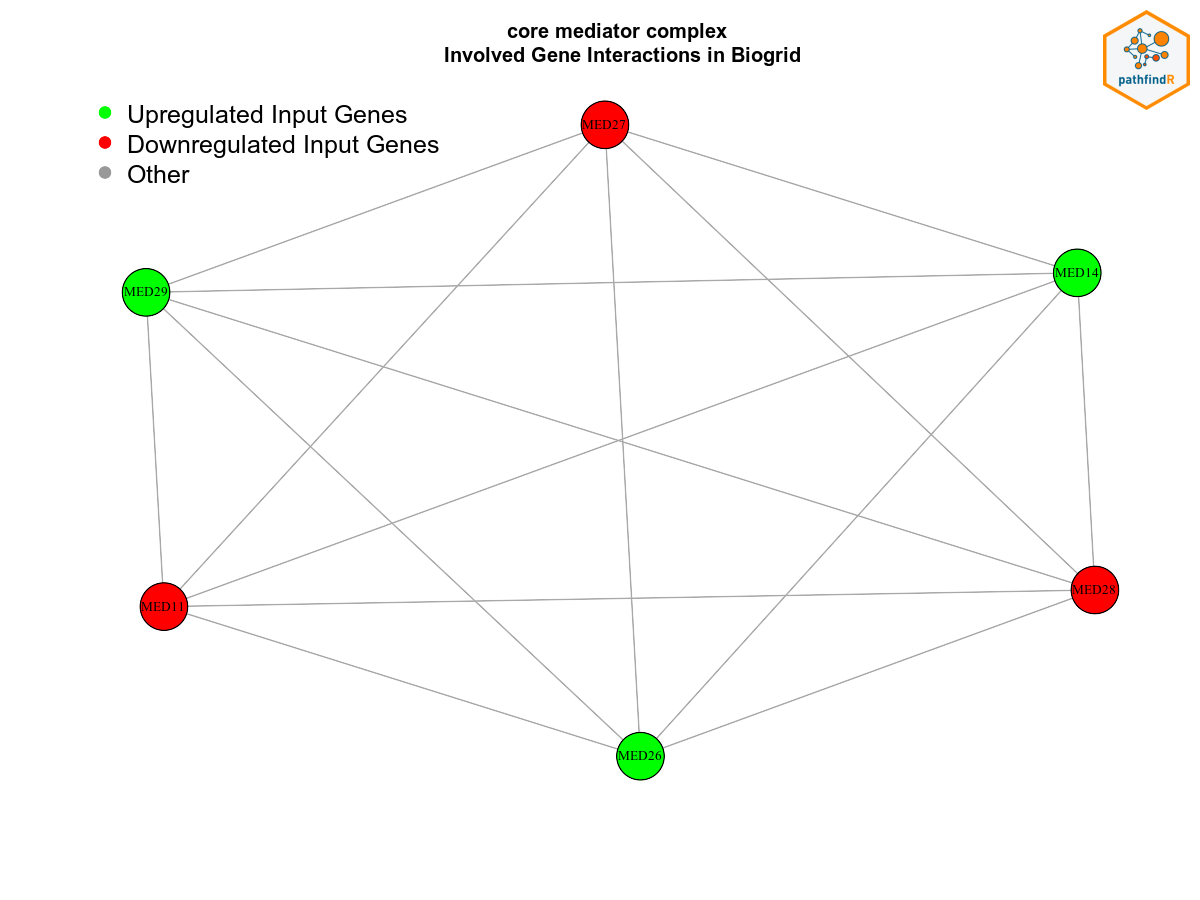 core mediator complex
Involved Gene Interactions in Biogrid
pathfindR
Upregulated Input Genes
Downregulated Input Genes
Other
MED27
MED14
MED29
MED11
MED28
MED26